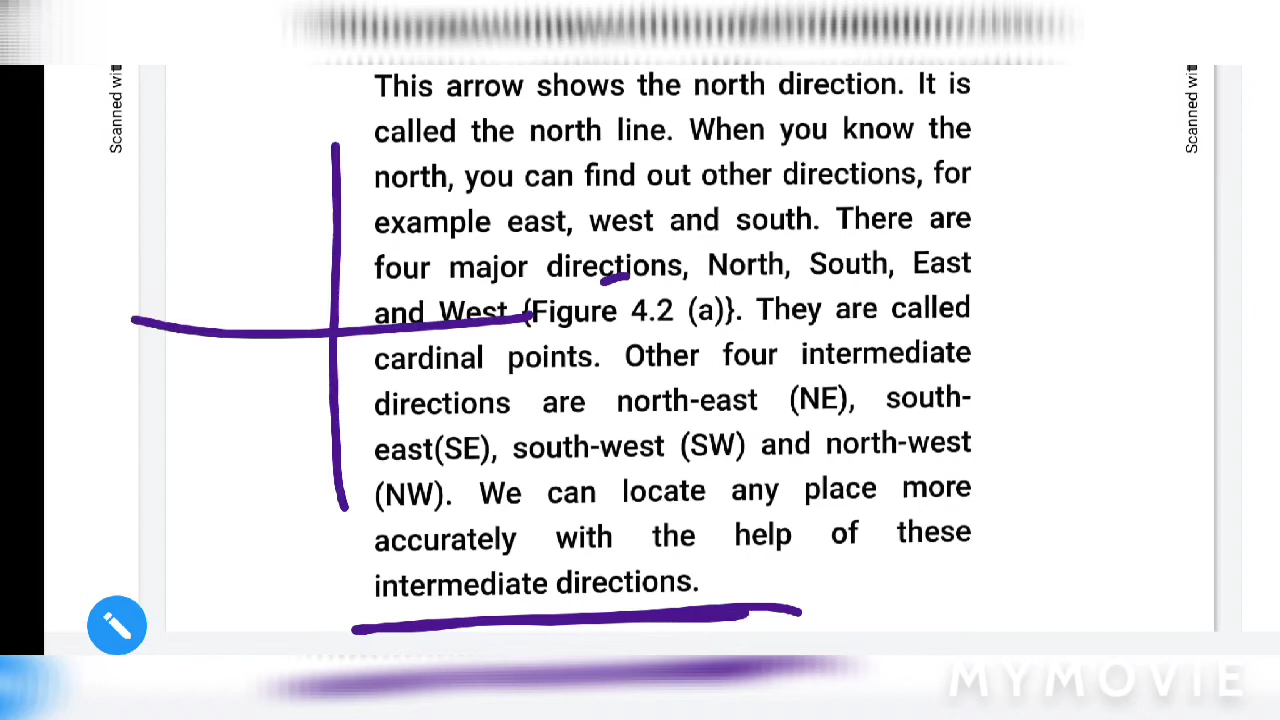 This arrow shows the north direction. It is
called the north line. When you know the
north, you can find out other directions, for
example east, west and south. There are
four major directions, North, South, East
and West {Figure 4.2 (a)}. They are called
cardinal points. Other four intermediate
directions are north-east (NE), south-
east(SE), south-west (SW) and north-west
(NW). We can locate any place more
accurately with the help of these
intermediate directions.
Scanned wit
Scanned wit
MYMOVIE